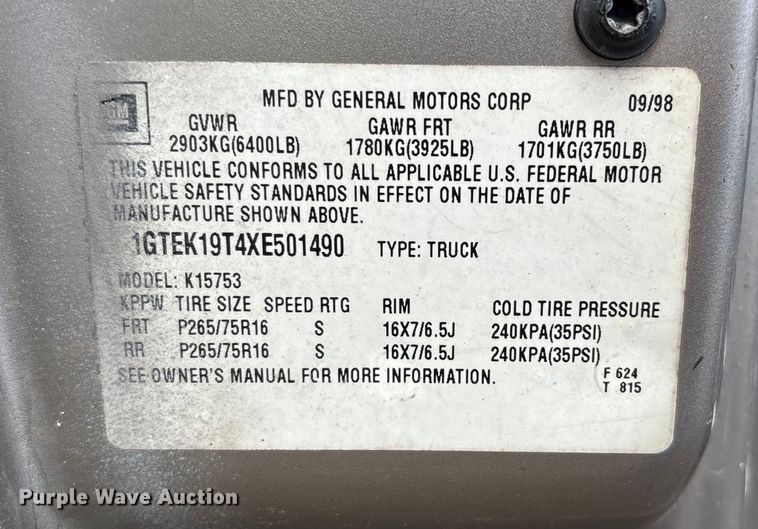 GM
MFD BY GENERAL MOTORS CORP 09/98
GVWR GAWR FRT GAWR RR
2903KG(6400LB) 1780KG(3925LB) 1701KG(3750LB)
THIS VEHICLE CONFORMS TO ALL APPLICABLE U.S. FEDERAL MOTOR
VEHICLE SAFETY STANDARDS IN EFFECT ON THE DATE OF
MANUFACTURE SHOWN ABOVE.
1GTEK19T4XE501490 TYPE: TRUCK
MODEL: K15753
KPPW TIRE SIZE SPEED RTG RIM COLD TIRE PRESSURE
FRT P265/75R16 S 16X7/6.5J 240KPA(35PSI)
RR P265/75R16 S 16X7/6.5J 240KPA(35PSI)
SEE OWNER'S MANUAL FOR MORE INFORMATION.
F 624
T 815
Purple Wave Auction